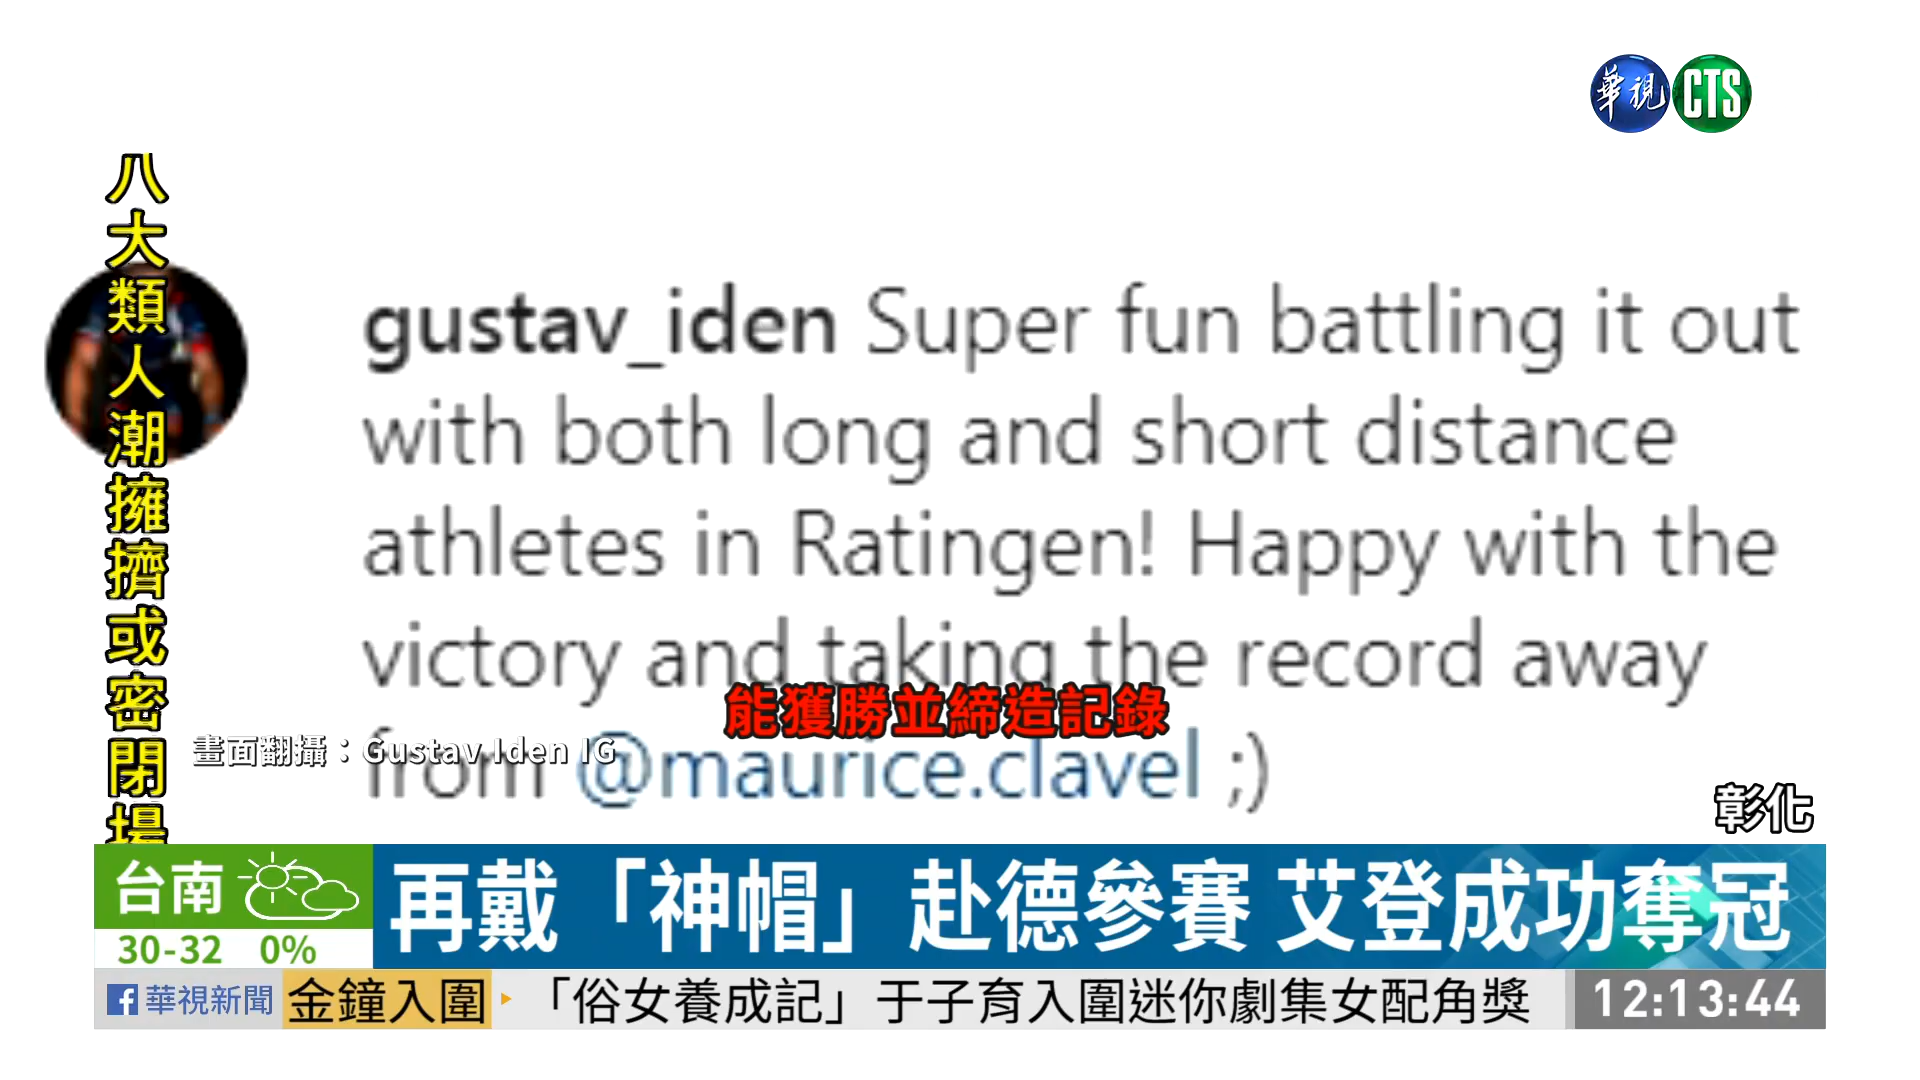 華視 CTS
八大類人潮擁擠或密閉場
gustav_iden Super fun battling it out
with both long and short distance
athletes in Ratingen! Happy with the
victory and taking the record away
from @maurice.clavel ;)
能獲勝並締造記錄
畫面翻攝：Gustav Iden IG
彰化
台南
30-32 0%
再戴「神帽」赴德參賽 艾登成功奪冠
華視新聞 金鐘入圍 「俗女養成記」于子育入圍迷你劇集女配角獎
12:13:44